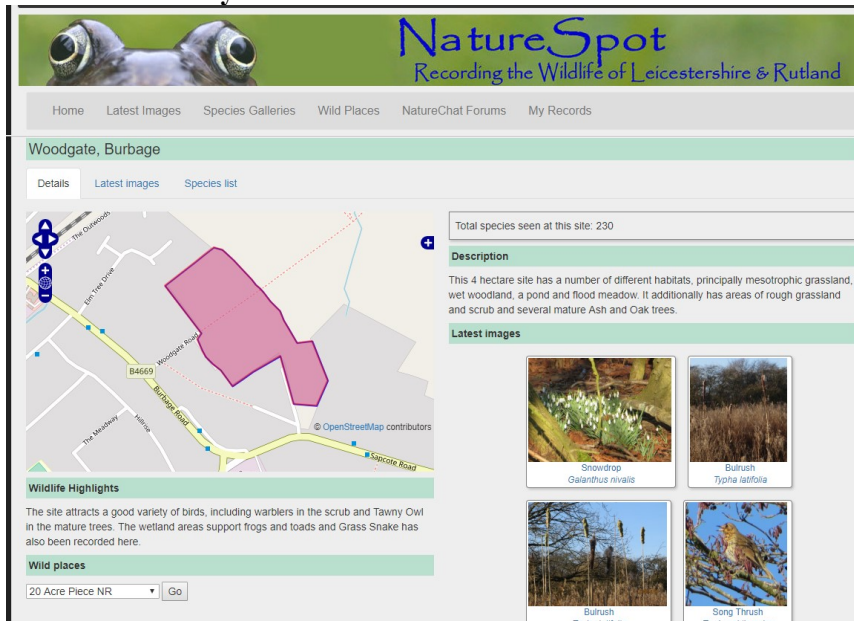 NatureSpot
Recording the Wildlife of Leicestershire & Rutland
Home Latest Images Species Galleries Wild Places NatureChat Forums My Records
Woodgate, Burbage
Details Latest images Species list
The Outwoods
Elm Tree Drive
Woodgate Road
B4669
Burbage Road
The Meadway
Hillrise
Sapcote Road
© OpenStreetMap contributors
Wildlife Highlights
The site attracts a good variety of birds, including warblers in the scrub and Tawny Owl
in the mature trees. The wetland areas support frogs and toads and Grass Snake has
also been recorded here.
Wild places
20 Acre Piece NR Go
Total species seen at this site: 230
Description
This 4 hectare site has a number of different habitats, principally mesotrophic grassland,
wet woodland, a pond and flood meadow. It additionally has areas of rough grassland
and scrub and several mature Ash and Oak trees.
Latest images
Snowdrop
Galanthus nivalis
Bulrush
Typha latifolia
Bulrush
Song Thrush